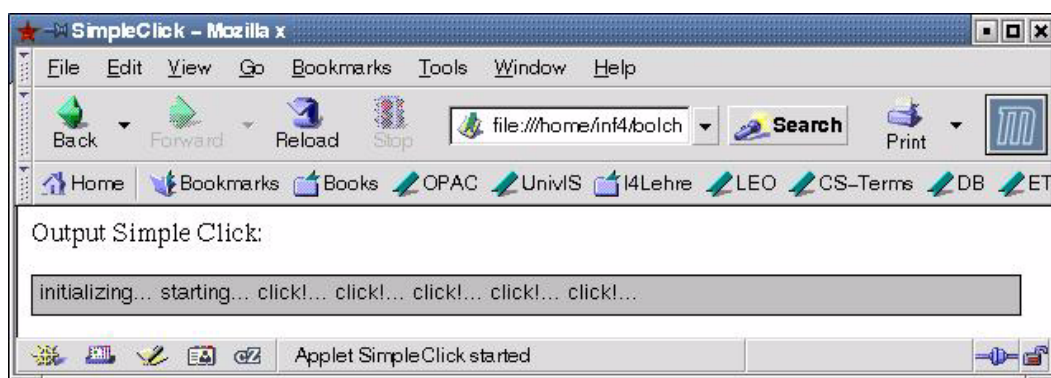 SimpleClick – Mozilla x
File Edit View Go Bookmarks Tools Window Help
Back Forward Reload Stop file:///home/inf4/bolch Search Print
Home Bookmarks Books OPAC UnivIS I4Lehre LEO CS–Terms DB ET
Output Simple Click:
initializing... starting... click!... click!... click!... click!... click!...
Applet SimpleClick started